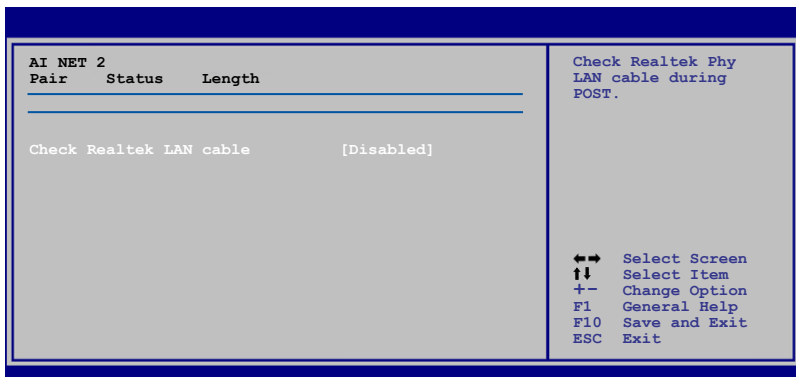 AI NET 2
Pair Status Length
Check Realtek LAN cable [Disabled]
Check Realtek Phy
LAN cable during
POST.
←→ Select Screen
↑↓ Select Item
+- Change Option
F1 General Help
F10 Save and Exit
ESC Exit